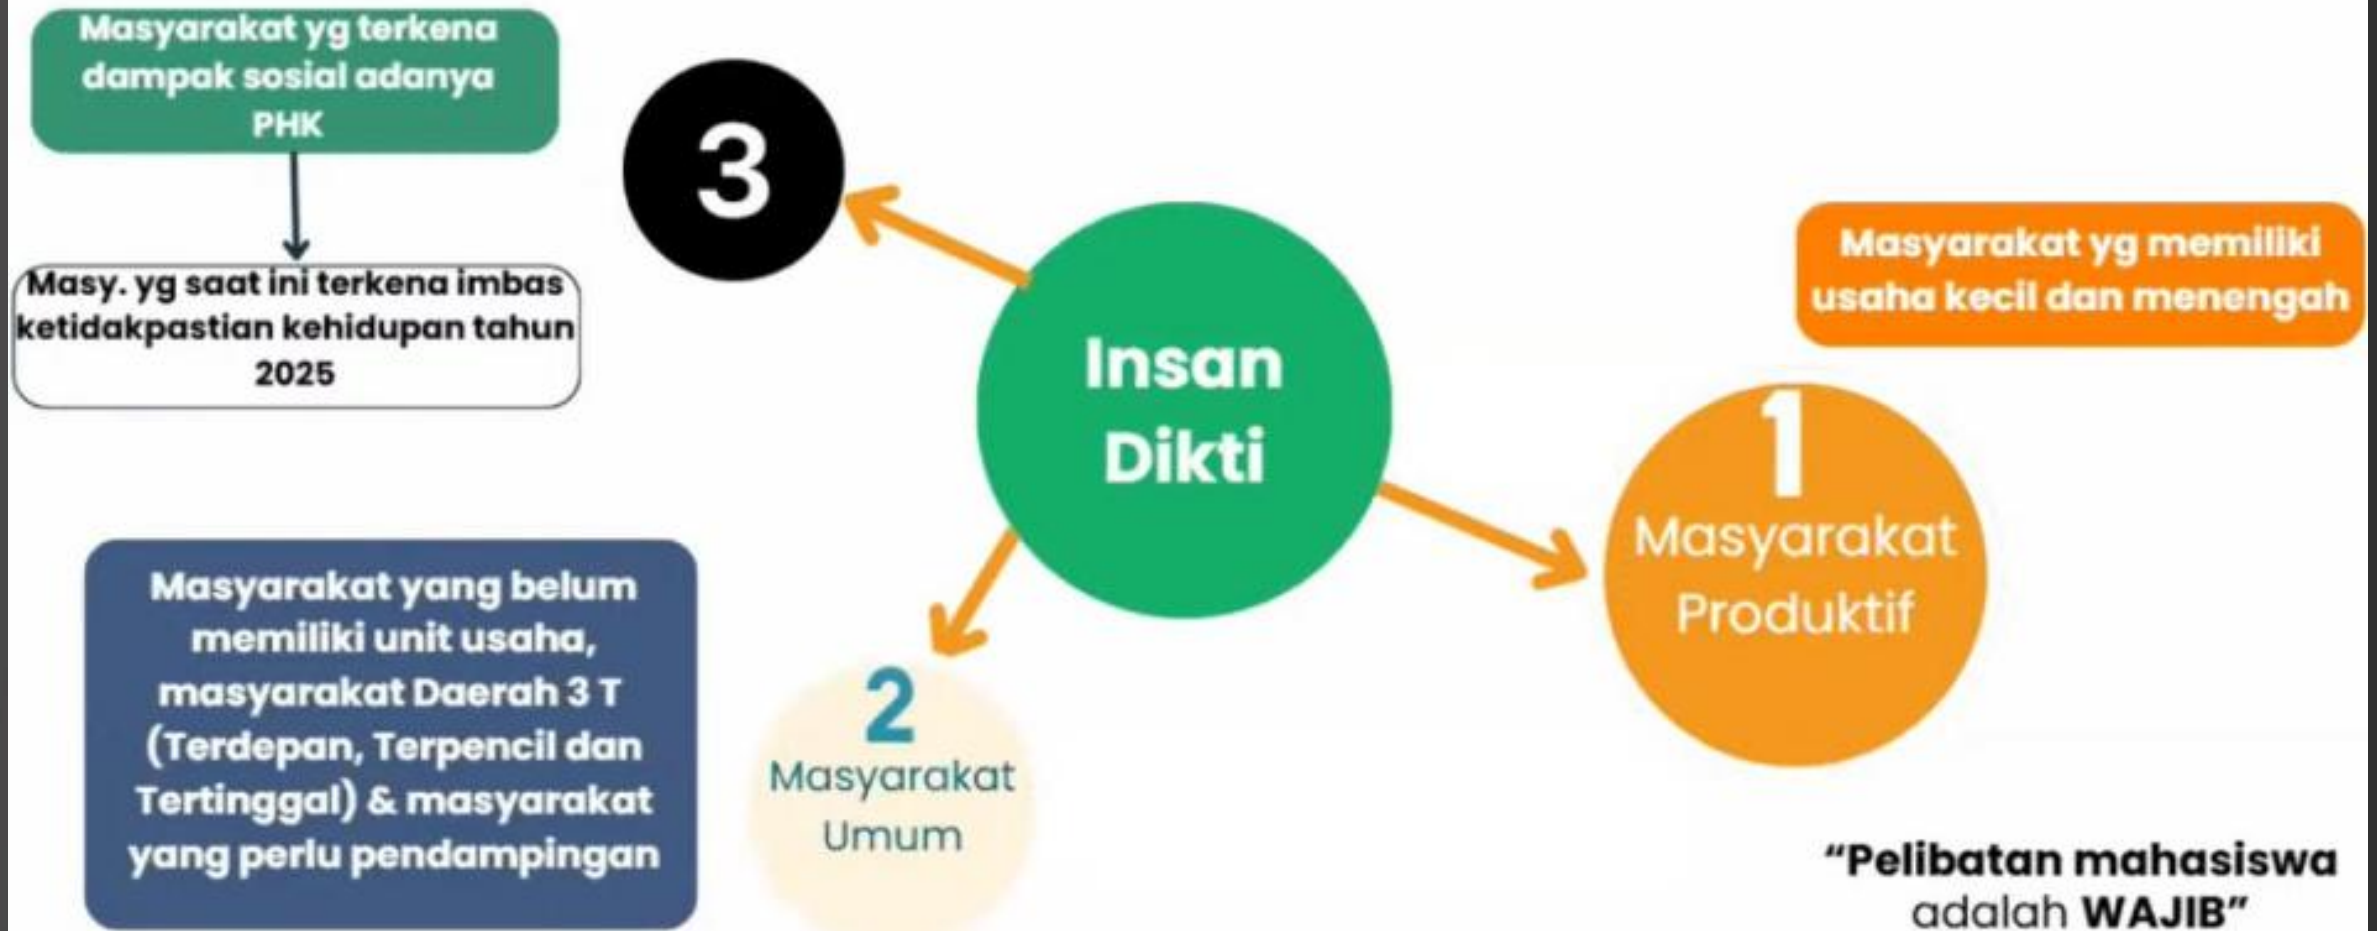 Masyarakat yg terkena
dampak sosial adanya
PHK
Masy. yg saat ini terkena imbas
ketidakpastian kehidupan tahun
2025
3
Insan
Dikti
Masyarakat yg memiliki
usaha kecil dan menengah
1
Masyarakat
Produktif
Masyarakat yang belum
memiliki unit usaha,
masyarakat Daerah 3 T
(Terdepan, Terpencil dan
Tertinggal) & masyarakat
yang perlu pendampingan
2
Masyarakat
Umum
“Pelibatan mahasiswa
adalah WAJIB”